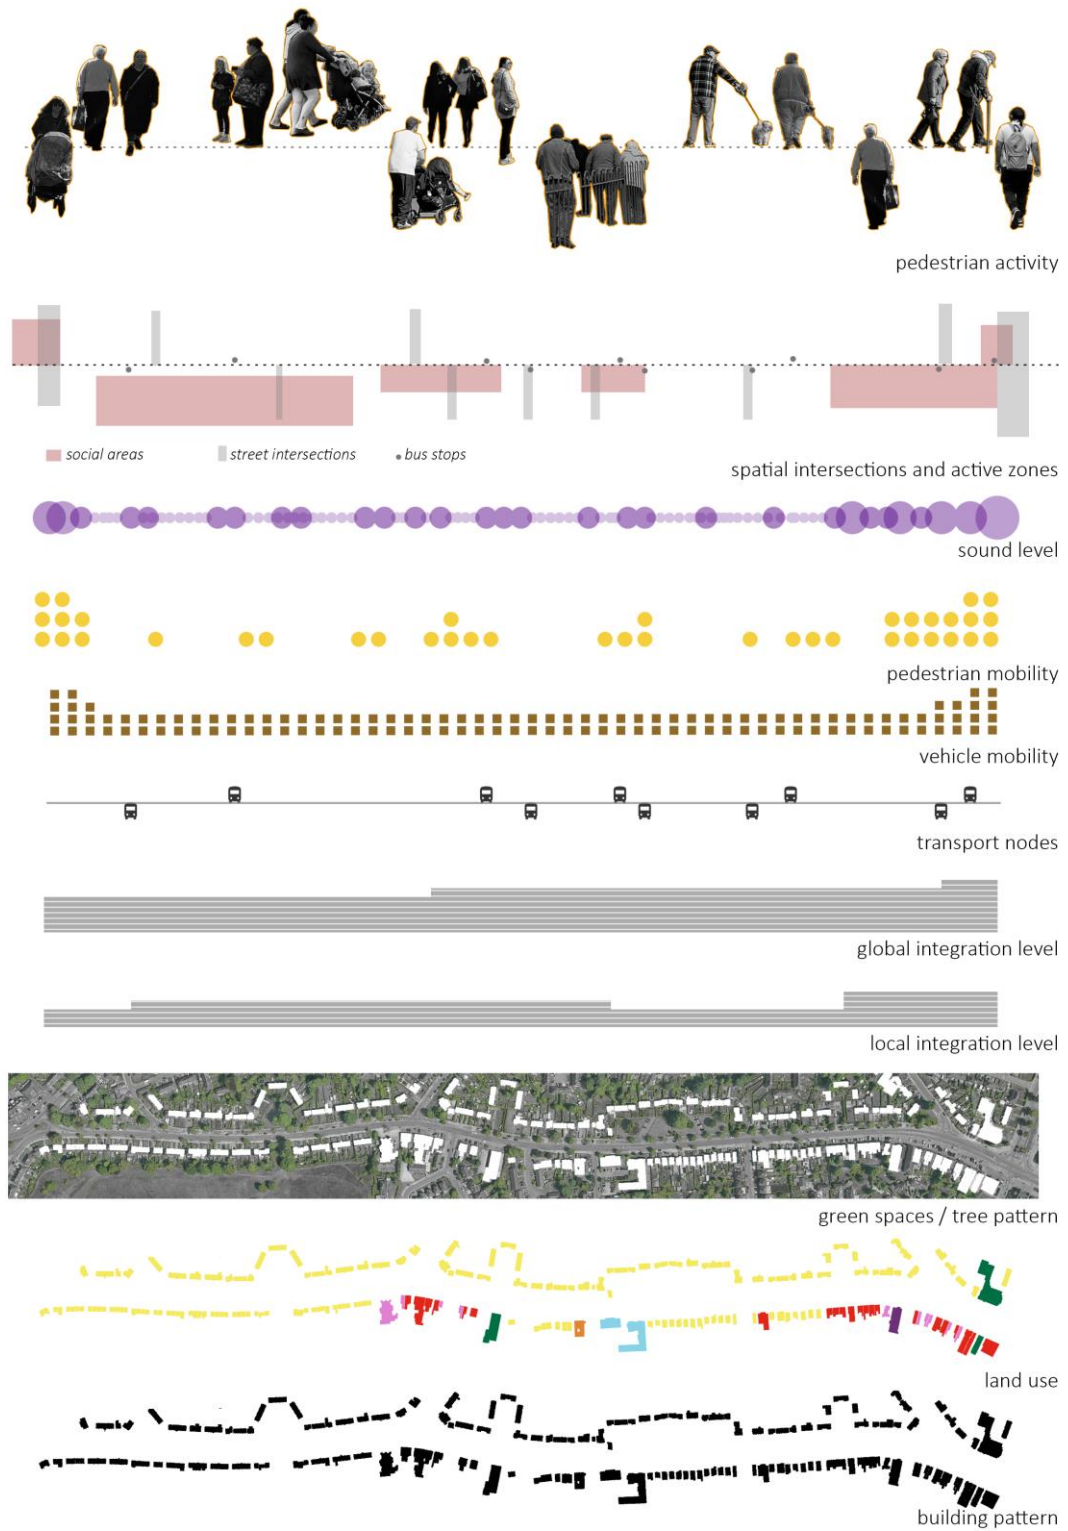 pedestrian activity
social areas
street intersections
bus stops
spatial intersections and active zones
sound level
pedestrian mobility
vehicle mobility
transport nodes
global integration level
local integration level
green spaces / tree pattern
land use
building pattern